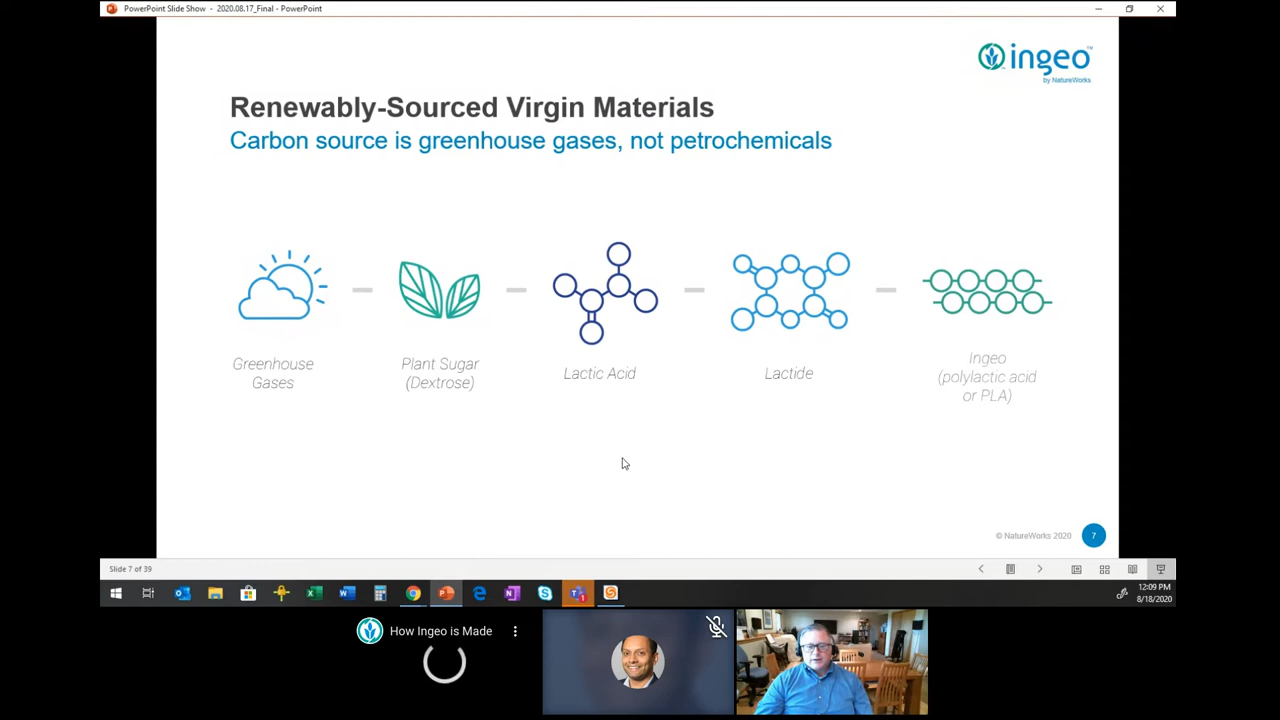 PowerPoint Slide Show - 2020.08.17_Final - PowerPoint
ingeo™
by NatureWorks
Renewably-Sourced Virgin Materials
Carbon source is greenhouse gases, not petrochemicals
Greenhouse
Gases
Plant Sugar
(Dextrose)
Lactic Acid
Lactide
Ingeo
(polylactic acid
or PLA)
© NatureWorks 2020
7
Slide 7 of 39
12:09 PM
8/18/2020
How Ingeo is Made